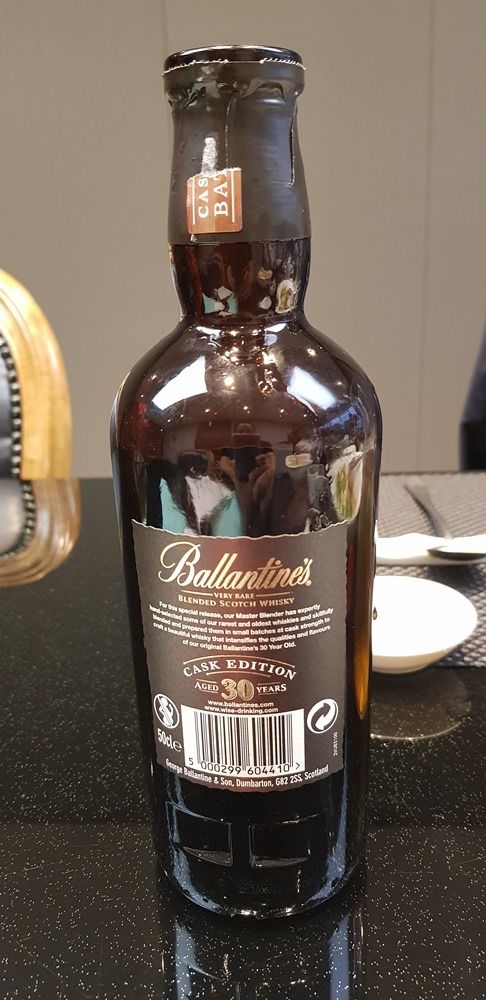 CAS
BAT
Ballantine's
VERY RARE
BLENDED SCOTCH WHISKY
For this special release, our Master Blender has expertly
hand-selected some of our rarest and oldest whiskies and skilfully
blended and prepared them in small batches at cask strength to
craft a beautiful whisky that intensifies the qualities and flavours
of our original Ballantine's 30 Year Old.
CASK EDITION
AGED 30 YEARS
www.ballantines.com
www.wise-drinking.com
50cl e
5 000299 604410 >
George Ballantine & Son, Dumbarton, G82 2SS, Scotland